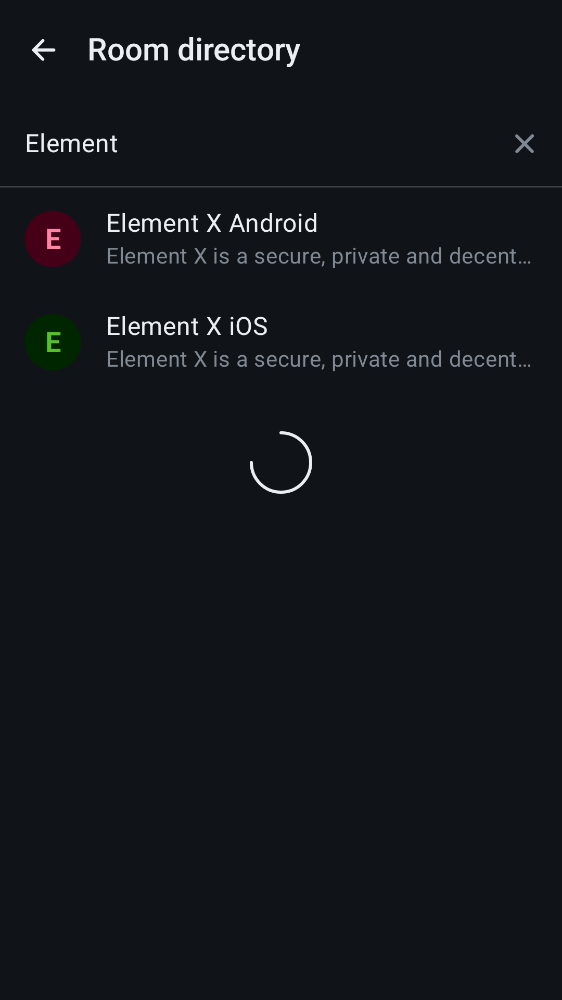 Room directory
Element
E
Element X Android
Element X is a secure, private and decent…
E
Element X iOS
Element X is a secure, private and decent…